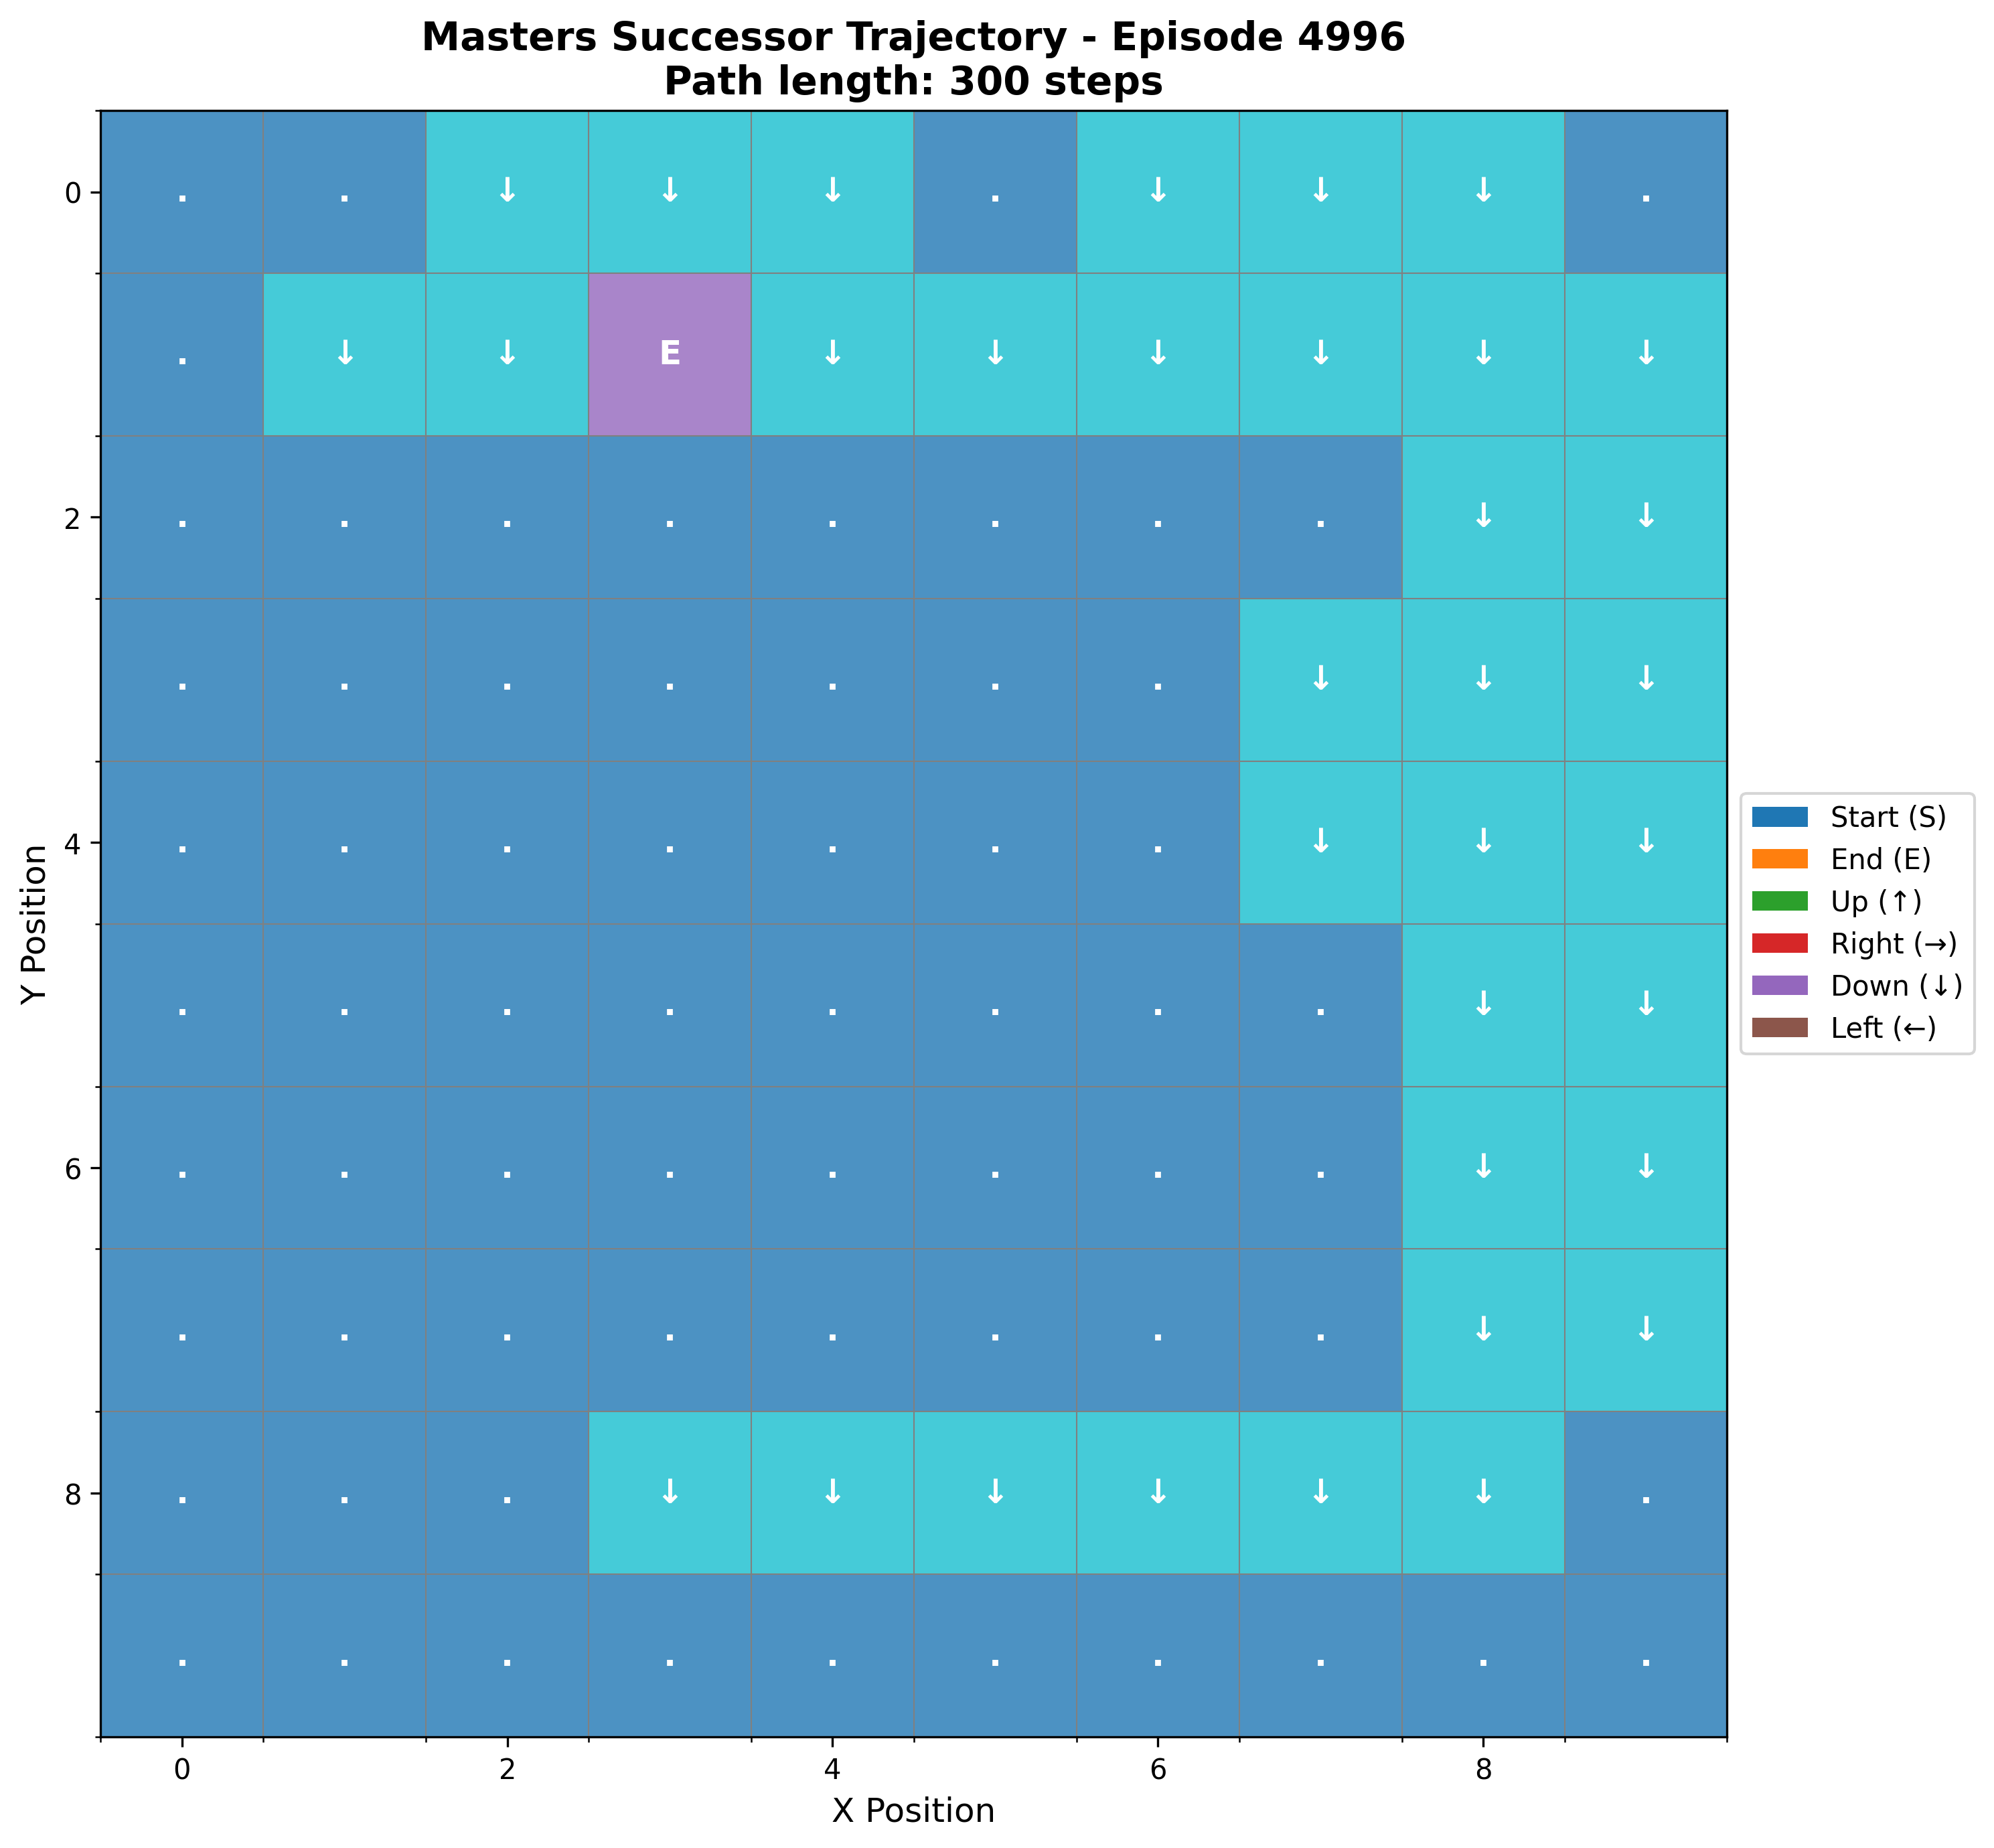 Masters Successor Trajectory - Episode 4996
Path length: 300 steps
0 . . ↓ ↓ ↓ . ↓ ↓ ↓ .
. ↓ ↓ E ↓ ↓ ↓ ↓ ↓ ↓
2 . . . . . . . . ↓ ↓
. . . . . . . ↓ ↓ ↓
4 . . . . . . . ↓ ↓ ↓
. . . . . . . . ↓ ↓
6 . . . . . . . . ↓ ↓
. . . . . . . . ↓ ↓
8 . . . ↓ ↓ ↓ ↓ ↓ ↓ .
. . . . . . . . . .
0 2 4 6 8
X Position
Y Position
Start (S)
End (E)
Up (↑)
Right (→)
Down (↓)
Left (←)